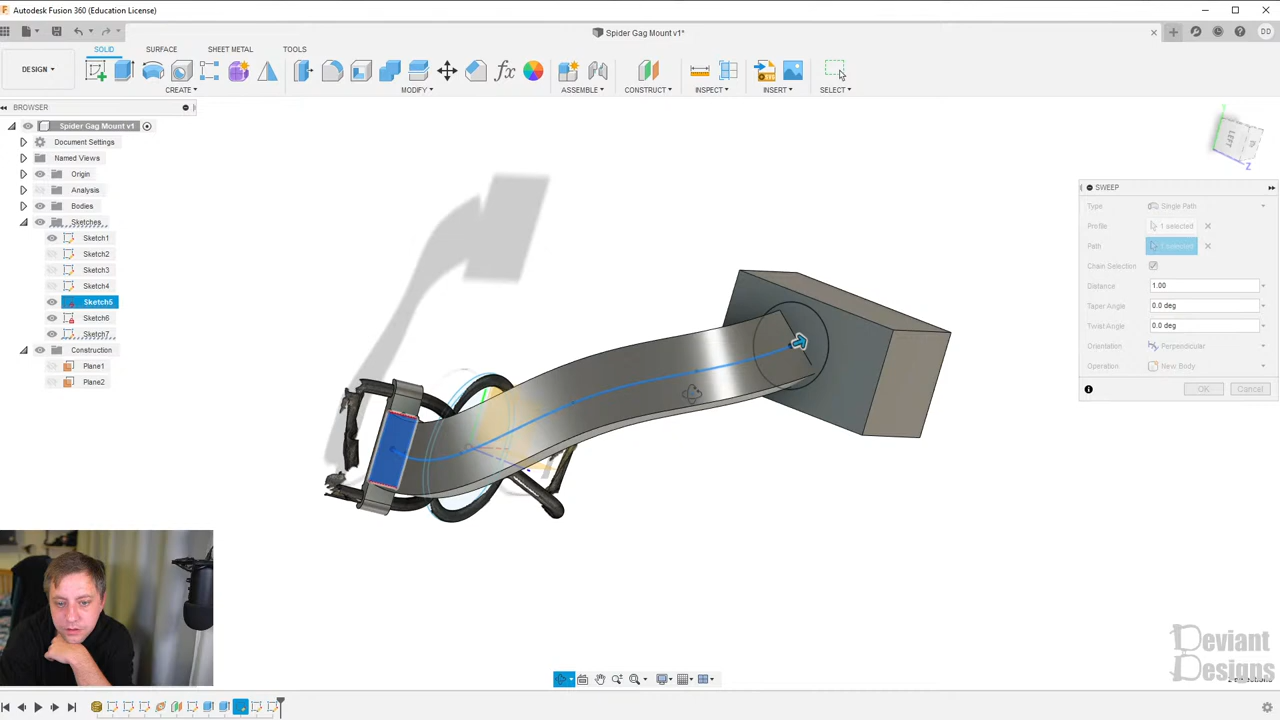 Autodesk Fusion 360 (Education License)
Spider Gag Mount v1*
DD
DESIGN
SOLID
SURFACE
SHEET METAL
TOOLS
CREATE
MODIFY
ASSEMBLE
CONSTRUCT
INSPECT
INSERT
SELECT
BROWSER
Spider Gag Mount v1
Document Settings
Named Views
Origin
Analysis
Bodies
Sketches
Sketch1
Sketch2
Sketch3
Sketch4
Sketch5
Sketch6
Sketch7
Construction
Plane1
Plane2
LEFT
Z
SWEEP
Type Single Path
Profile 1 selected
Path 1 selected
Chain Selection
Distance 1.00
Taper Angle 0.0 deg
Twist Angle 0.0 deg
Orientation Perpendicular
Operation New Body
OK Cancel
Deviant
Designs